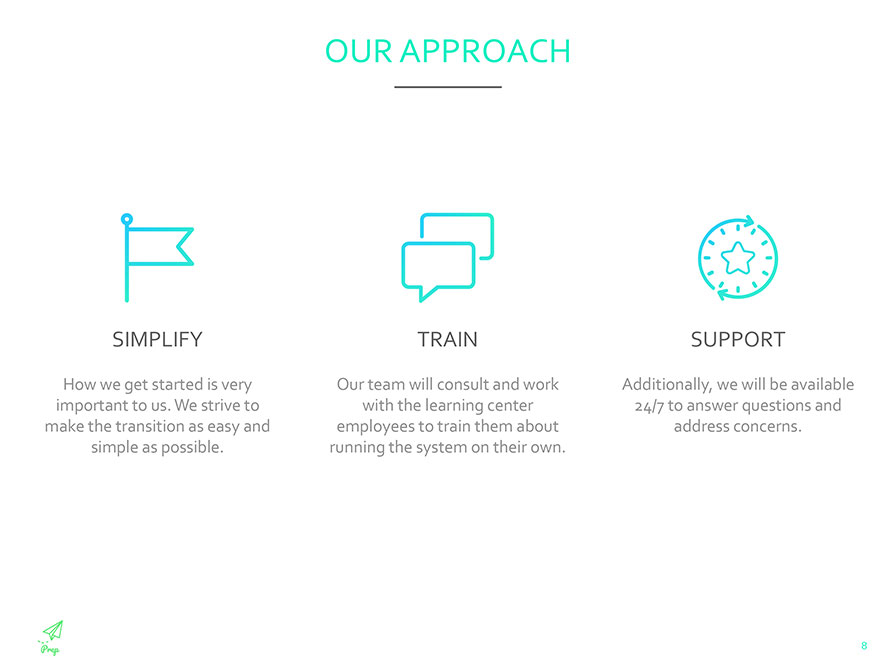 OUR APPROACH
SIMPLIFY
How we get started is very
important to us. We strive to
make the transition as easy and
simple as possible.
TRAIN
Our team will consult and work
with the learning center
employees to train them about
running the system on their own.
SUPPORT
Additionally, we will be available
24/7 to answer questions and
address concerns.
Prep
8